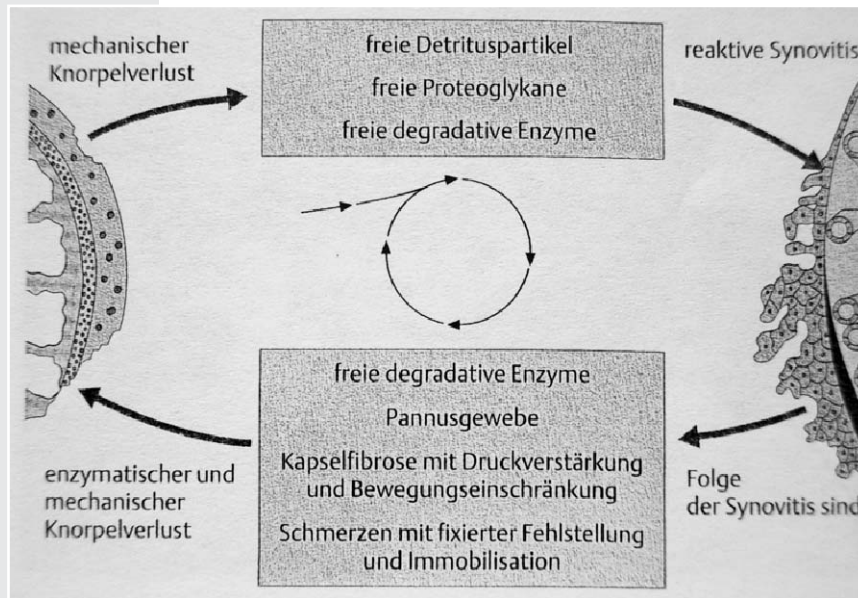 mechanischer
Knorpelverlust
freie Detrituspartikel
freie Proteoglykane
freie degradative Enzyme
reaktive Synovitis
freie degradative Enzyme
Pannusgewebe
Kapselfibrose mit Druckverstärkung
und Bewegungseinschränkung
Schmerzen mit fixierter Fehlstellung
und Immobilisation
Folge
der Synovitis sind
enzymatischer und
mechanischer
Knorpelverlust